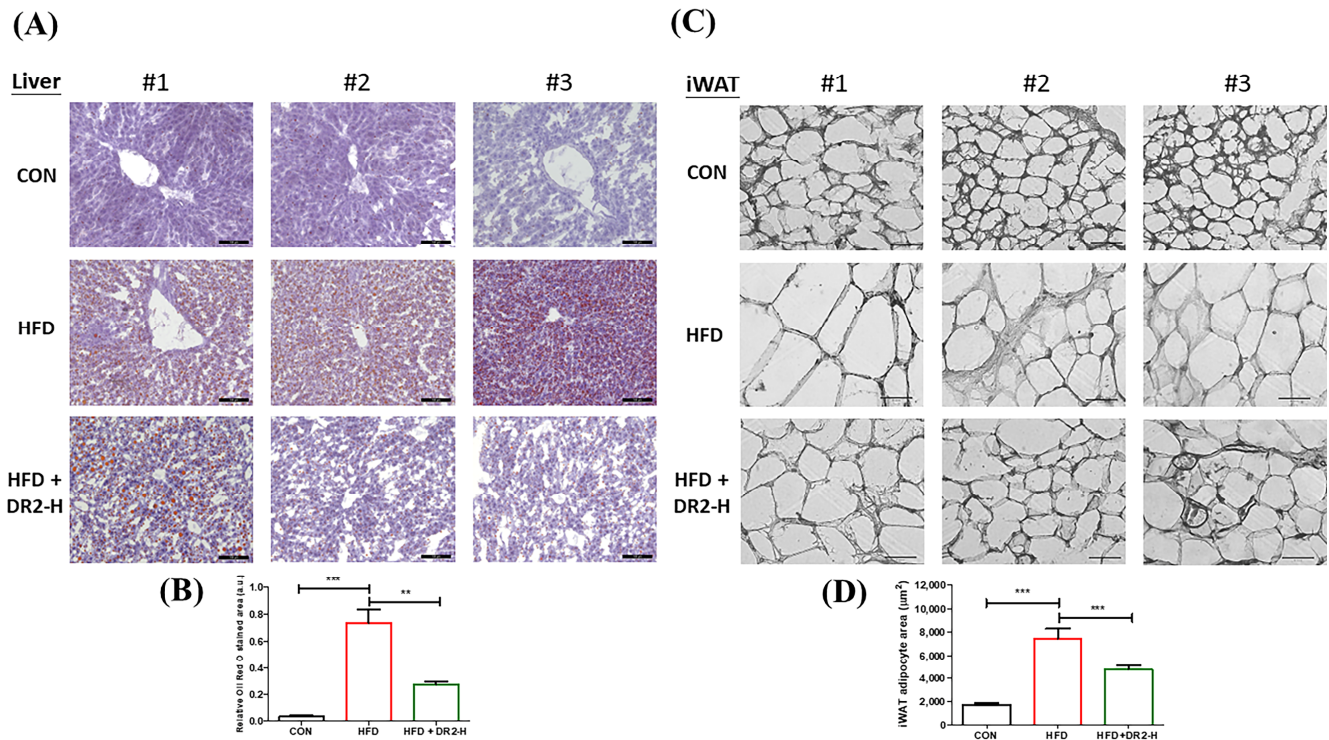 (A)
Liver #1 #2 #3
CON
HFD
HFD +
DR2-H
(B)
Relative Oil Red O stained area (a.u.)
1.0
0.8
0.6
0.4
0.2
0.0
***
**
CON HFD HFD +DR2-H
(C)
iWAT #1 #2 #3
CON
HFD
HFD +
DR2-H
(D)
iWAT adipocyte area (μm²)
12,000
10,000
8,000
6,000
4,000
2,000
0
***
***
CON HFD HFD+DR2-H